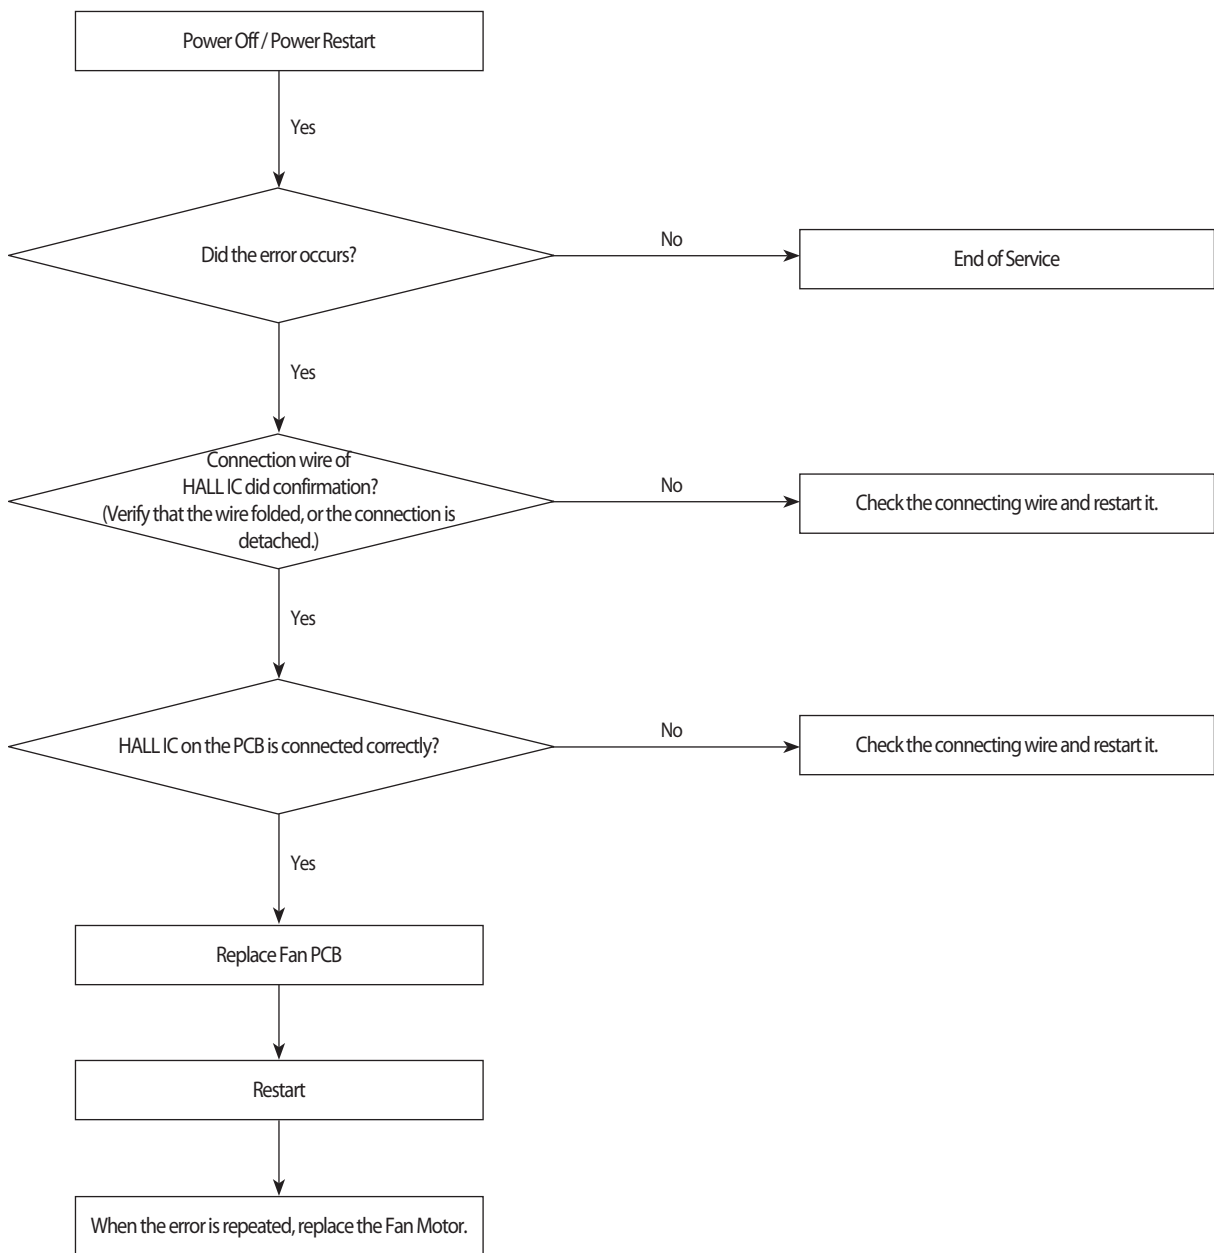 Power Off / Power Restart
Yes
Did the error occurs?
No
End of Service
Yes
Connection wire of
HALL IC did confirmation?
(Verify that the wire folded, or the connection is
detached.)
No
Check the connecting wire and restart it.
Yes
HALL IC on the PCB is connected correctly?
No
Check the connecting wire and restart it.
Yes
Replace Fan PCB
Restart
When the error is repeated, replace the Fan Motor.